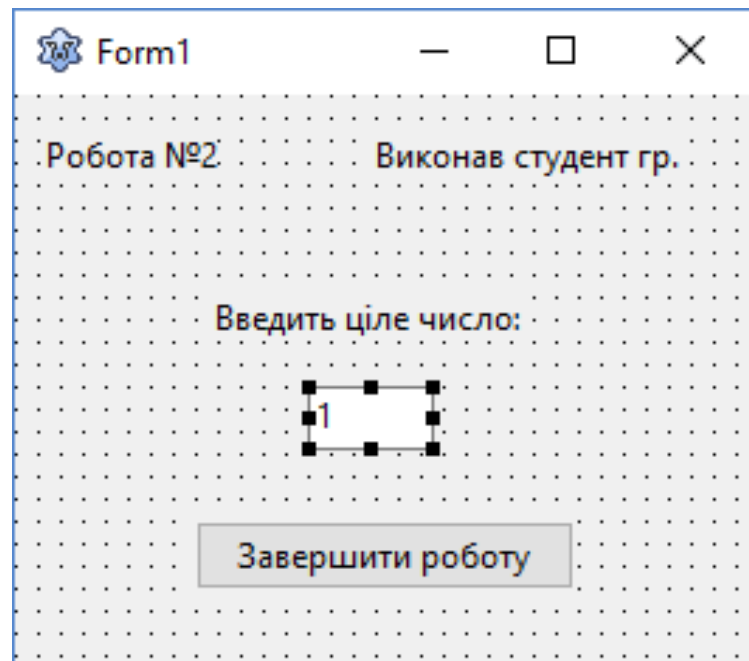 Form1
Робота №2 Виконав студент гр.
Введить ціле число:
1
Завершити роботу